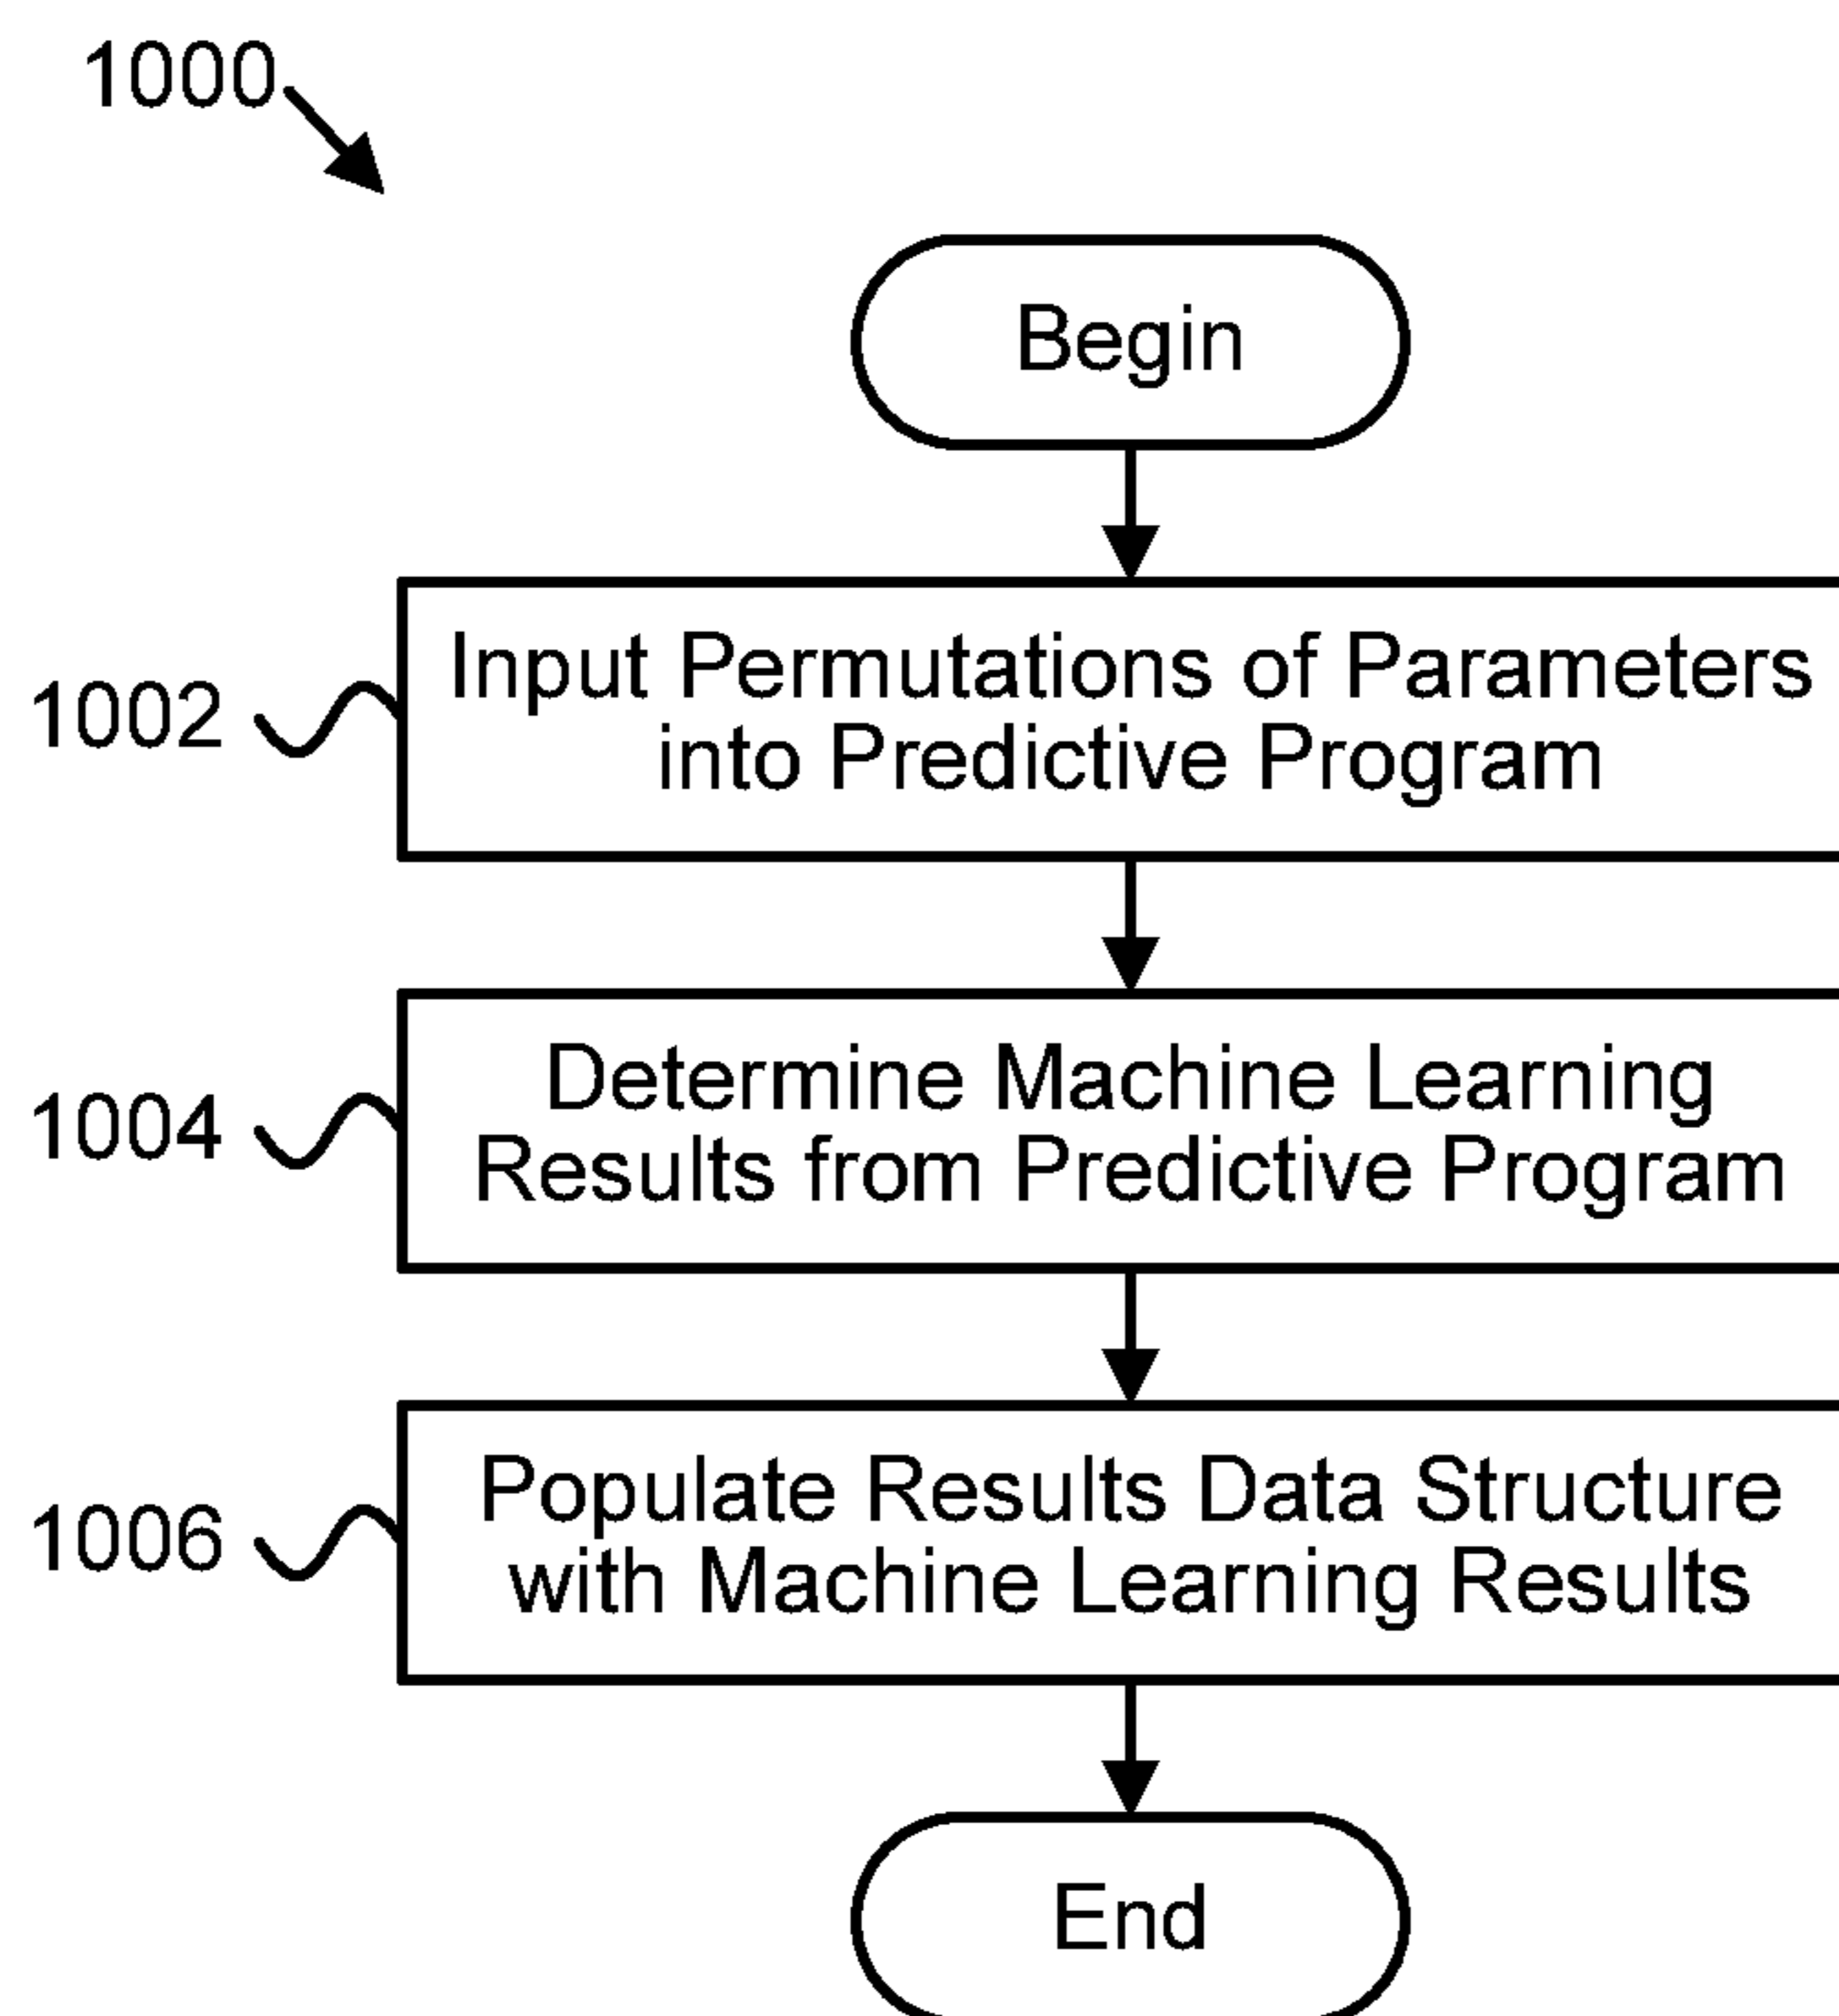 1000
Begin
1002
Input Permutations of Parameters
into Predictive Program
1004
Determine Machine Learning
Results from Predictive Program
1006
Populate Results Data Structure
with Machine Learning Results
End